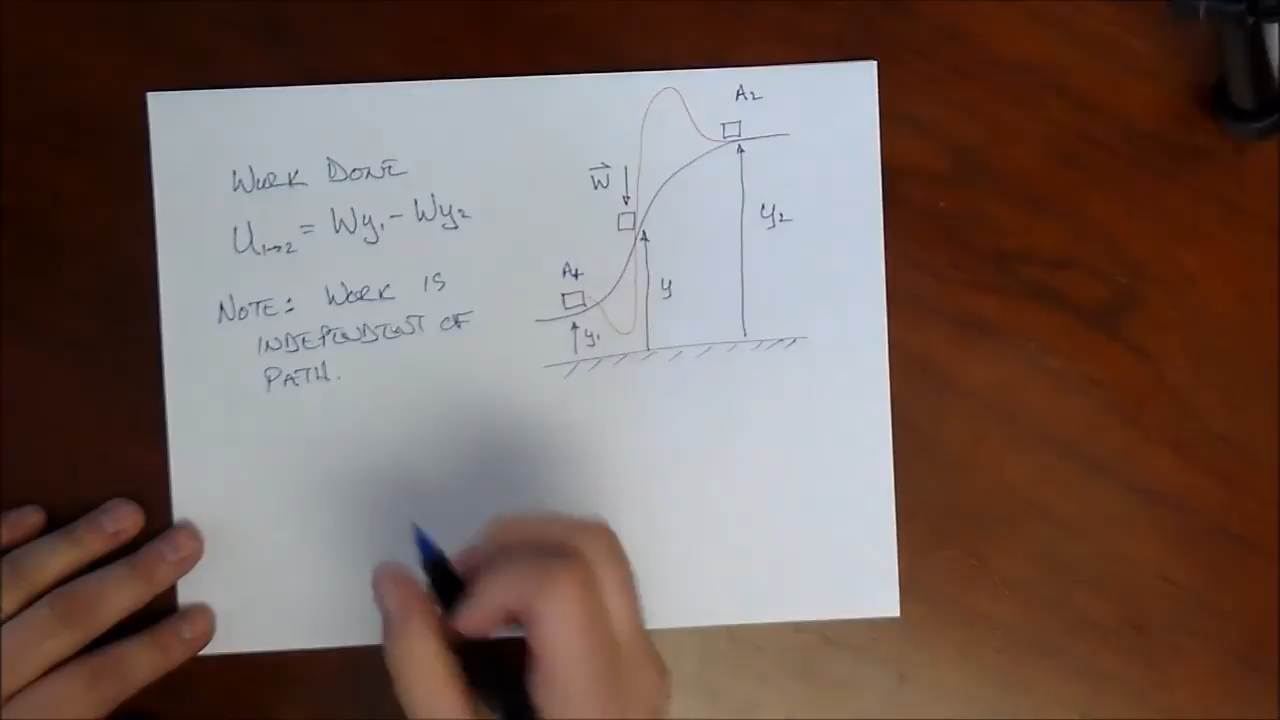 WORK DONE
U₁→₂ = Wy₁ - Wy₂
NOTE: WORK IS
INDEPENDENT OF
PATH.
A₂
W⃗
y₂
A₁
y
y₁